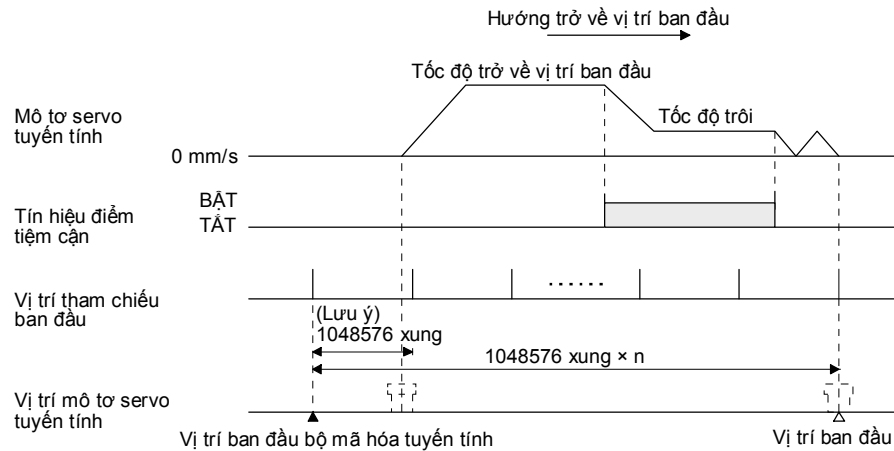 Hướng trở về vị trí ban đầu
Tốc độ trở về vị trí ban đầu
Mô tơ servo
tuyến tính
Tốc độ trôi
0 mm/s
BẬT
Tín hiệu điểm
tiệm cận
TẮT
Vị trí tham chiếu
ban đầu
(Lưu ý)
1048576 xung
1048576 xung × n
Vị trí mô tơ servo
tuyến tính
Vị trí ban đầu bộ mã hóa tuyến tính
Vị trí ban đầu